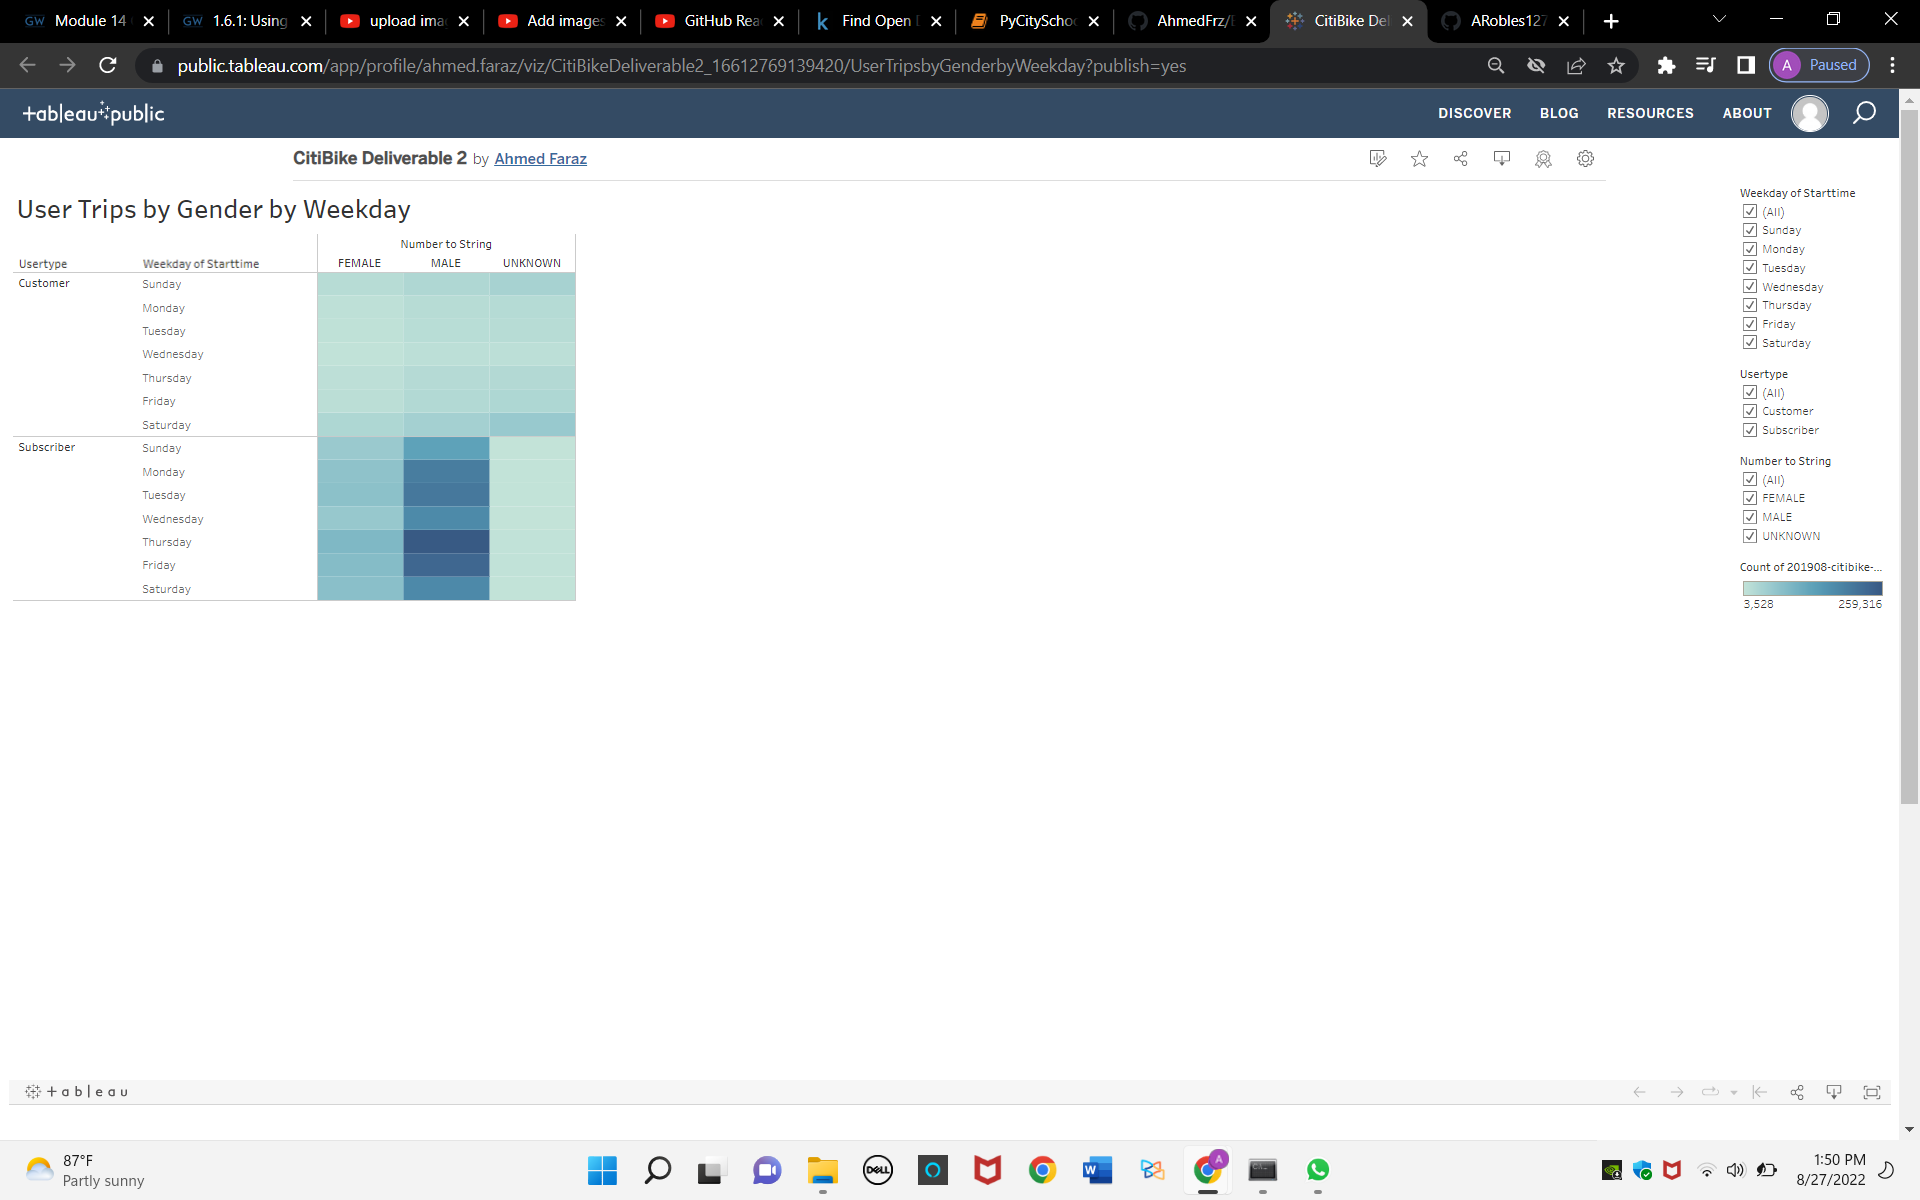 GW Module 14
GW 1.6.1: Using
upload ima
Add images
GitHub Rea
k Find Open D
PyCitySchoo
AhmedFrz/
CitiBike Del
ARobles127
public.tableau.com/app/profile/ahmed.faraz/viz/CitiBikeDeliverable2_16612769139420/UserTripsbyGenderbyWeekday?publish=yes
A Paused
tableau public
DISCOVER BLOG RESOURCES ABOUT
CitiBike Deliverable 2 by Ahmed Faraz
User Trips by Gender by Weekday
Number to String
Usertype Weekday of Starttime FEMALE MALE UNKNOWN
Customer Sunday
Monday
Tuesday
Wednesday
Thursday
Friday
Saturday
Subscriber Sunday
Monday
Tuesday
Wednesday
Thursday
Friday
Saturday
Weekday of Starttime
(All)
Sunday
Monday
Tuesday
Wednesday
Thursday
Friday
Saturday
Usertype
(All)
Customer
Subscriber
Number to String
(All)
FEMALE
MALE
UNKNOWN
Count of 201908-citibike-...
3,528 259,316
tableau
87°F
Partly sunny
DELL
W
A
1:50 PM
8/27/2022